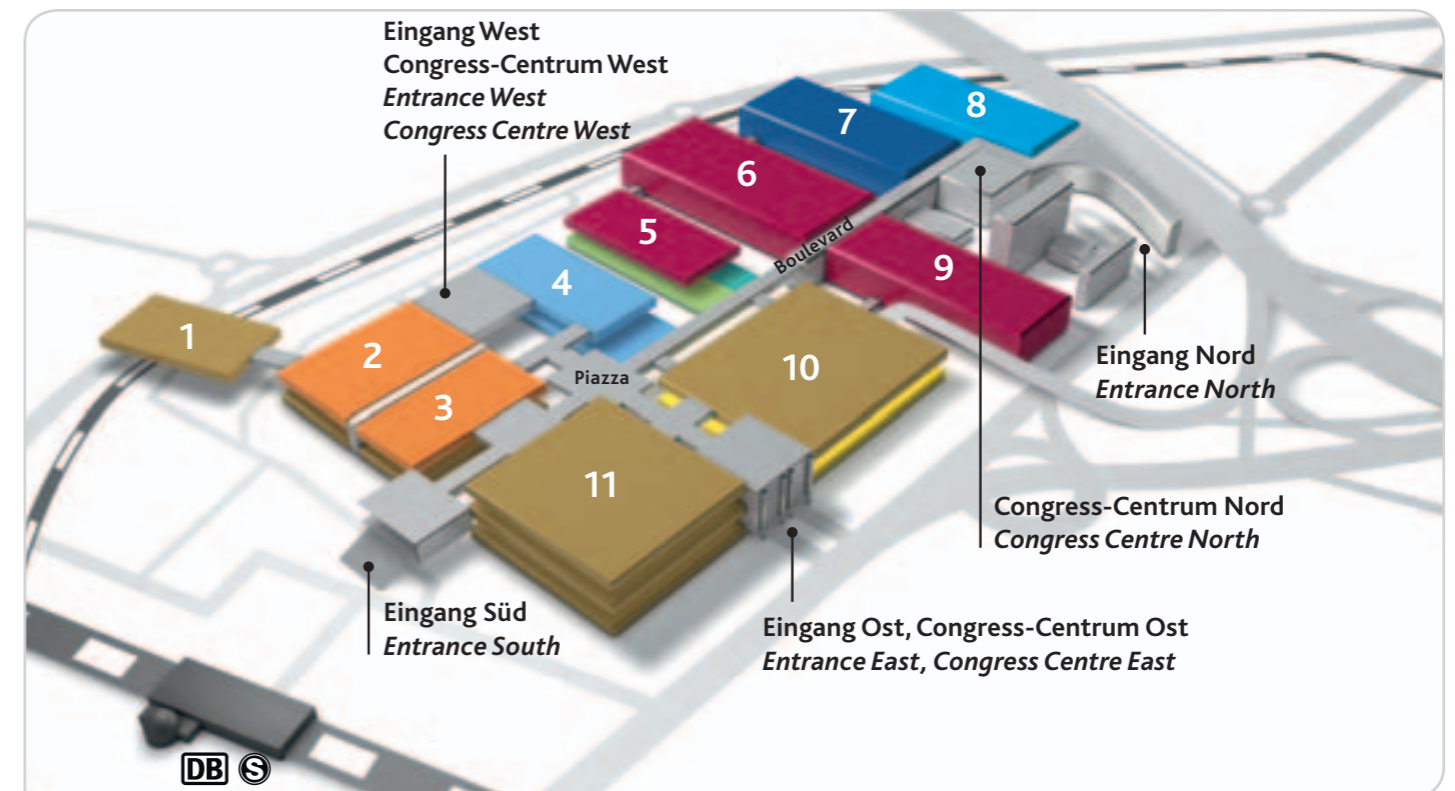 Eingang West
Congress-Centrum West
Entrance West
Congress Centre West
8
7
6
5
Boulevard
9
4
1
2
Eingang Nord
Entrance North
10
Piazza
3
11
Congress-Centrum Nord
Congress Centre North
Eingang Süd
Entrance South
Eingang Ost, Congress-Centrum Ost
Entrance East, Congress Centre East
DB S